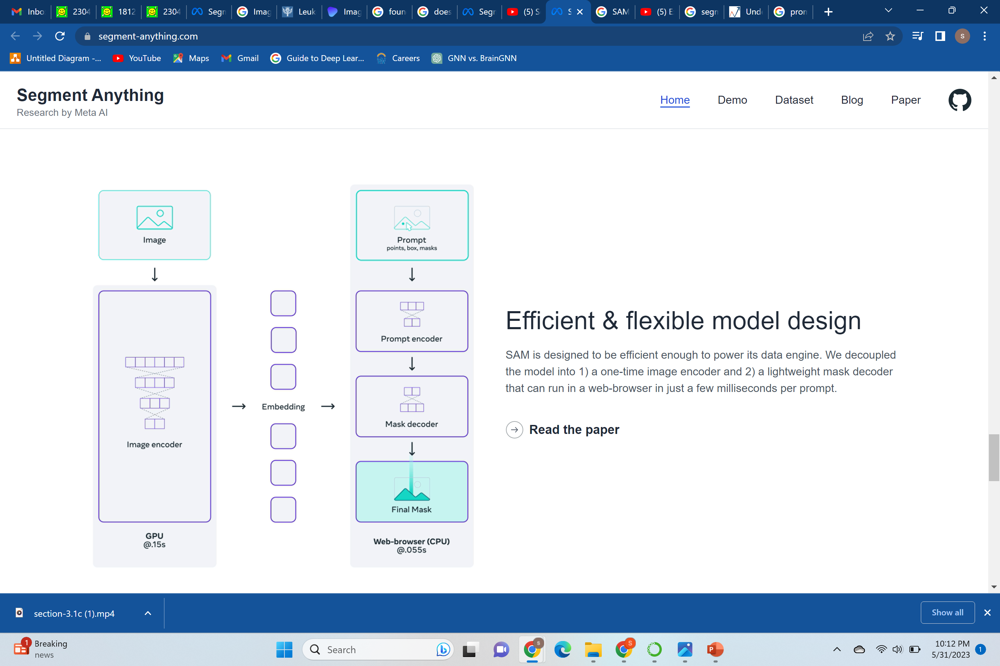 Inbo
2304
1812
2304
Segn
Imag
Leuk
Imag
foun
does
Segn
(5) S
S
SAM
(5) E
segn
Und
pron
segment-anything.com
S
Untitled Diagram -...
YouTube
Maps
Gmail
Guide to Deep Lear...
Careers
GNN vs. BrainGNN
Segment Anything
Research by Meta AI
Home
Demo
Dataset
Blog
Paper
Image
Prompt
points, box, masks
Prompt encoder
Embedding
Mask decoder
Image encoder
Final Mask
GPU
@.15s
Web-browser (CPU)
@.055s
Efficient & flexible model design
SAM is designed to be efficient enough to power its data engine. We decoupled
the model into 1) a one-time image encoder and 2) a lightweight mask decoder
that can run in a web-browser in just a few milliseconds per prompt.
Read the paper
section-3.1c (1).mp4
Show all
1
Breaking
news
Search
S
S
P
10:12 PM
5/31/2023
1